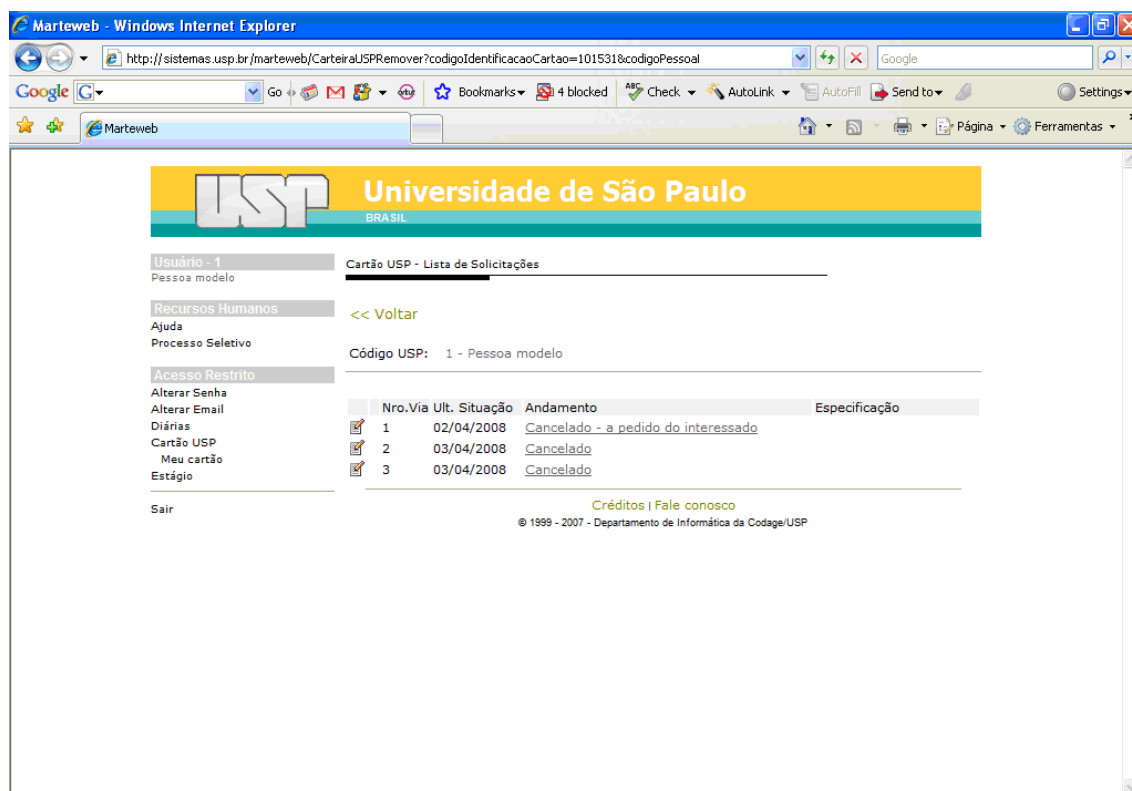 Marteweb - Windows Internet Explorer
http://sistemas.usp.br/marteweb/CarteiraUSPRemover?codigoIdentificacaoCartao=101531&codigoPessoal
Google
Google G Go Bookmarks 4 blocked ABC Check AutoLink AutoFill Send to Settings
Marteweb Página Ferramentas
USP Universidade de São Paulo
BRASIL
Usuário - 1
Pessoa modelo
Cartão USP - Lista de Solicitações
Recursos Humanos
Ajuda
Processo Seletivo
<< Voltar
Código USP: 1 - Pessoa modelo
Acesso Restrito
Alterar Senha
Alterar Email
Diárias
Cartão USP
Meu cartão
Estágio
Sair
Nro.Via Ult. Situação Andamento Especificação
1 02/04/2008 Cancelado - a pedido do interessado
2 03/04/2008 Cancelado
3 03/04/2008 Cancelado
Créditos | Fale conosco
© 1999 - 2007 - Departamento de Informática da Codage/USP